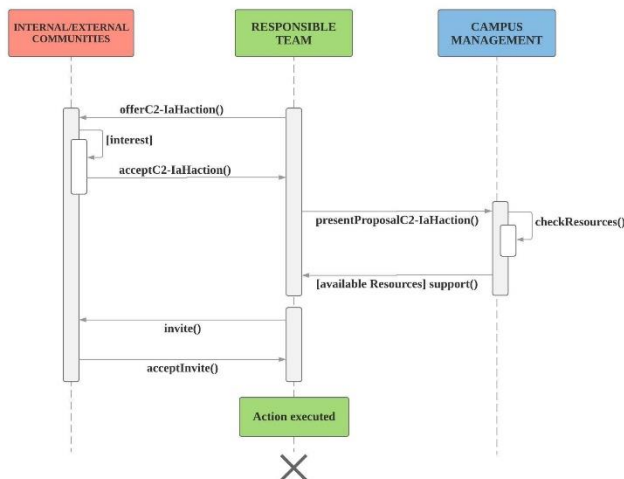 INTERNAL/EXTERNAL
COMMUNITIES
RESPONSIBLE
TEAM
CAMPUS
MANAGEMENT
offerC2-IaHaction()
[interest]
acceptC2-IaHaction()
presentProposalC2-IaHaction()
checkResources()
[available Resources] support()
invite()
acceptInvite()
Action executed